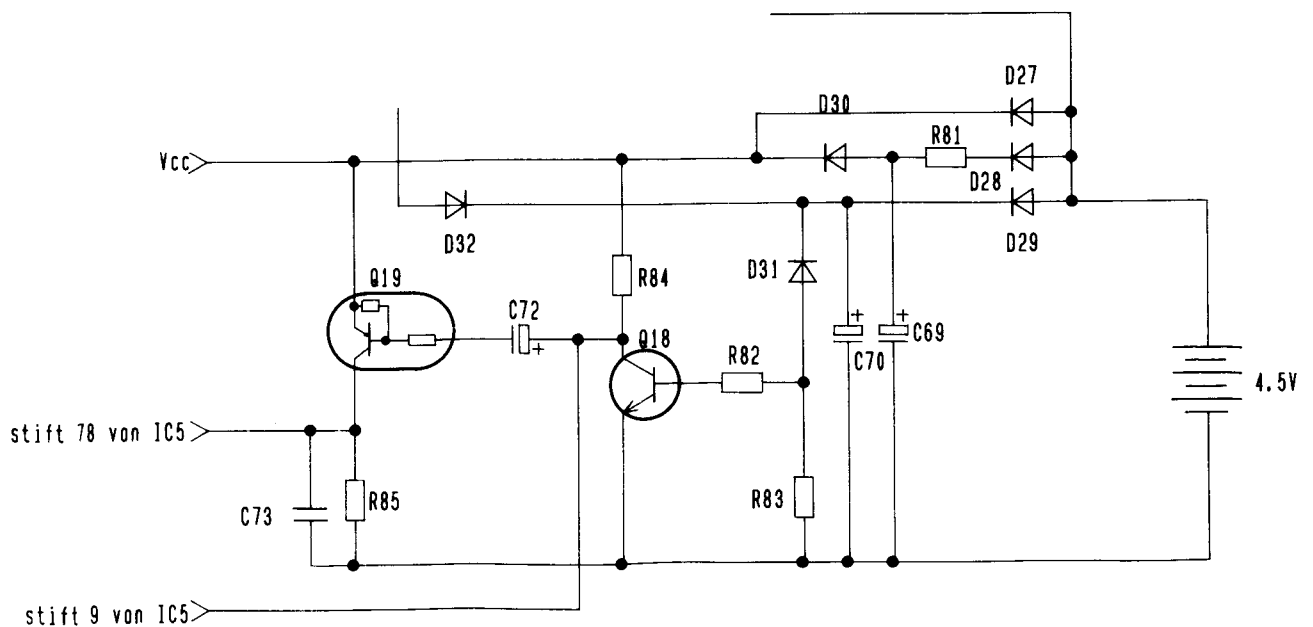 D27
D30
R81
Vcc
D28
D32
D29
Q19
R84
D31
C72
+
Q18
R82
+
+
C70
C69
4.5V
stift 78 von IC5
C73
R85
R83
stift 9 von IC5